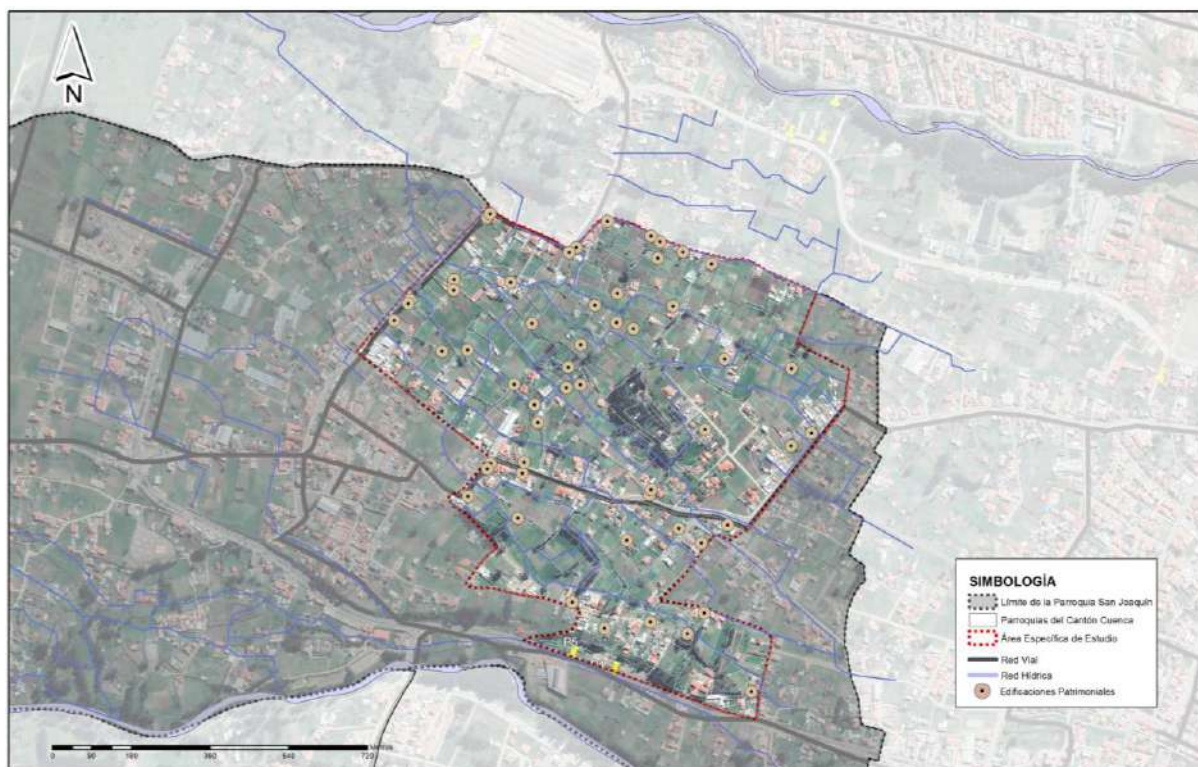 N
SIMBOLOGÍA
Límite de la Parroquia San Joaquín
Parroquias del Cantón Cuenca
Área Específica de Estudio
Red Vial
Red Hídrica
Edificaciones Patrimoniales
0 90 180 360 540 720